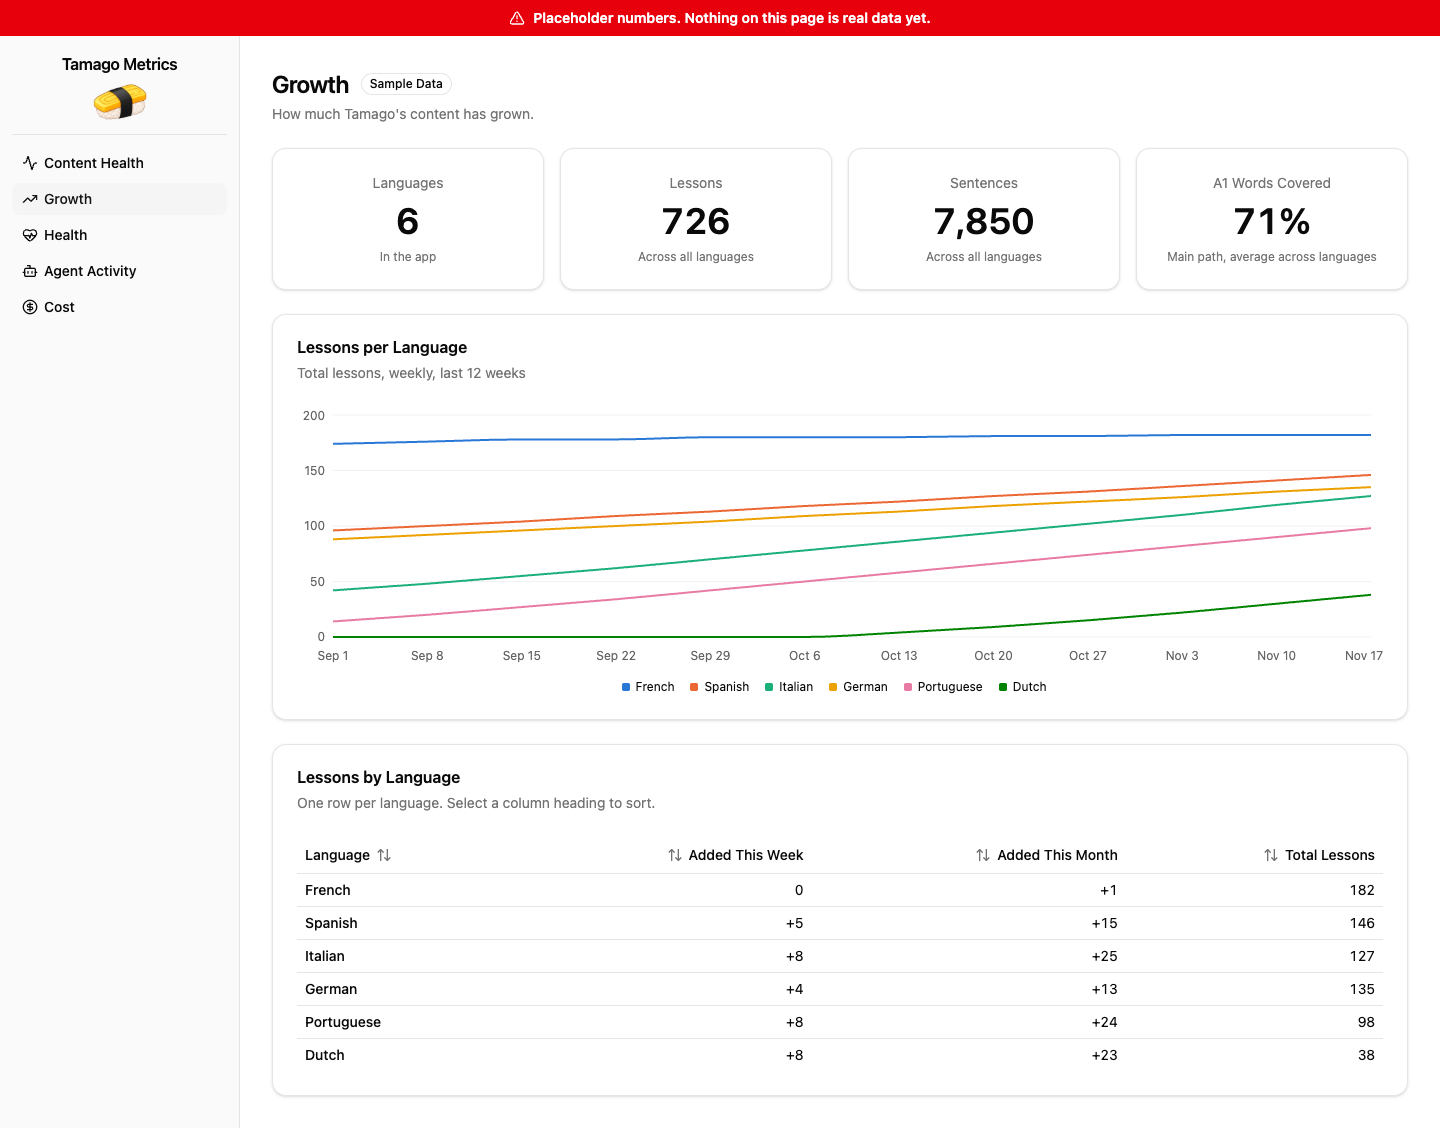 Placeholder numbers. Nothing on this page is real data yet.
Tamago Metrics
Content Health
Growth
Health
Agent Activity
Cost
Growth
Sample Data
How much Tamago's content has grown.
Languages
6
In the app
Lessons
726
Across all languages
Sentences
7,850
Across all languages
A1 Words Covered
71%
Main path, average across languages
Lessons per Language
Total lessons, weekly, last 12 weeks
200
150
100
50
0
Sep 1 Sep 8 Sep 15 Sep 22 Sep 29 Oct 6 Oct 13 Oct 20 Oct 27 Nov 3 Nov 10 Nov 17
French Spanish Italian German Portuguese Dutch
Lessons by Language
One row per language. Select a column heading to sort.
Language Added This Week Added This Month Total Lessons
French 0 +1 182
Spanish +5 +15 146
Italian +8 +25 127
German +4 +13 135
Portuguese +8 +24 98
Dutch +8 +23 38